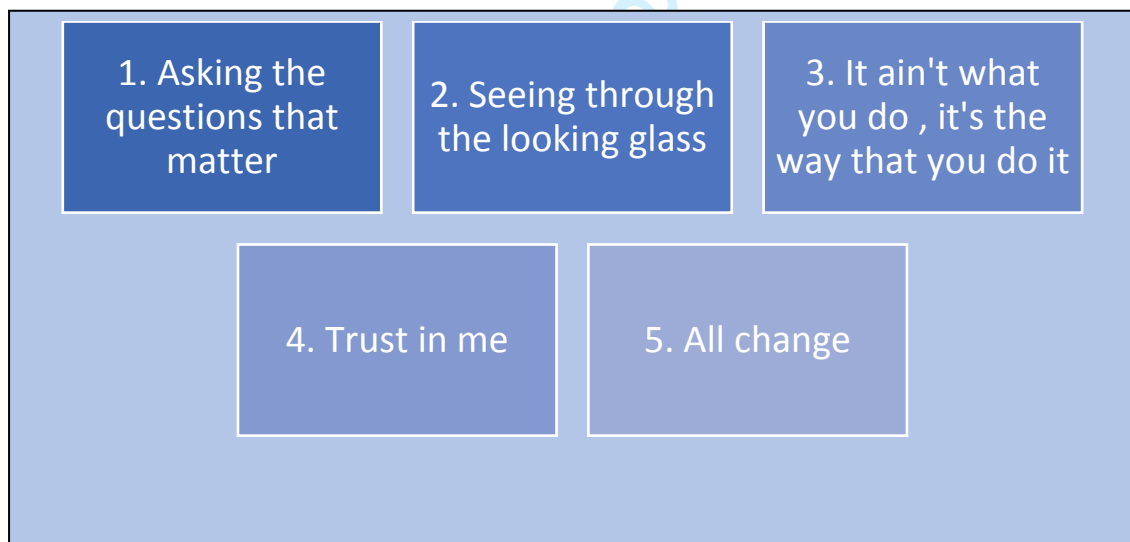 1. Asking the
questions that
matter
2. Seeing through
the looking glass
3. It ain't what
you do , it's the
way that you do it
4. Trust in me
5. All change